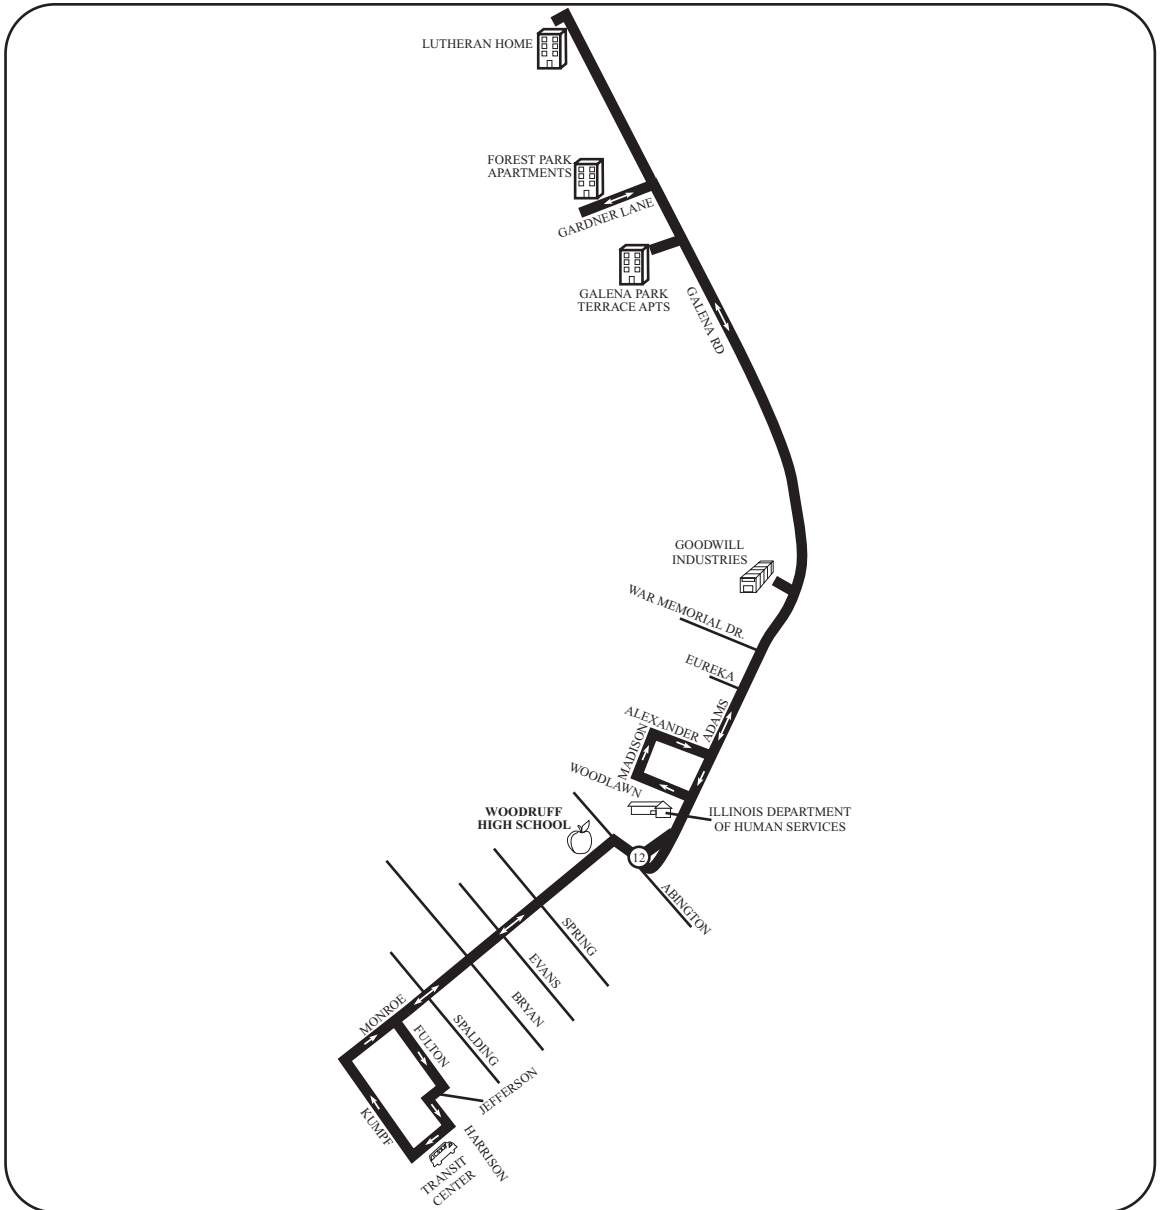 LUTHERAN HOME
FOREST PARK
APARTMENTS
GARDNER LANE
GALENA PARK
TERRACE APTS
GALENA RD
GOODWILL
INDUSTRIES
WAR MEMORIAL DR.
EUREKA
ADAMS
ALEXANDER
MADISON
WOODLAWN
ILLINOIS DEPARTMENT
OF HUMAN SERVICES
WOODRUFF
HIGH SCHOOL
12
ABINGTON
SPRING
EVANS
BRYAN
SPALDING
MONROE
FULTON
JEFFERSON
KUMPF
HARRISON
TRANSIT
CENTER